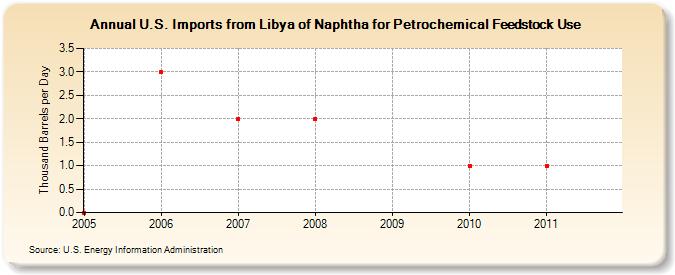 Annual U.S. Imports from Libya of Naphtha for Petrochemical Feedstock Use
Thousand Barrels per Day
3.5
3.0
2.5
2.0
1.5
1.0
0.5
0.0
2005 2006 2007 2008 2009 2010 2011
Source: U.S. Energy Information Administration